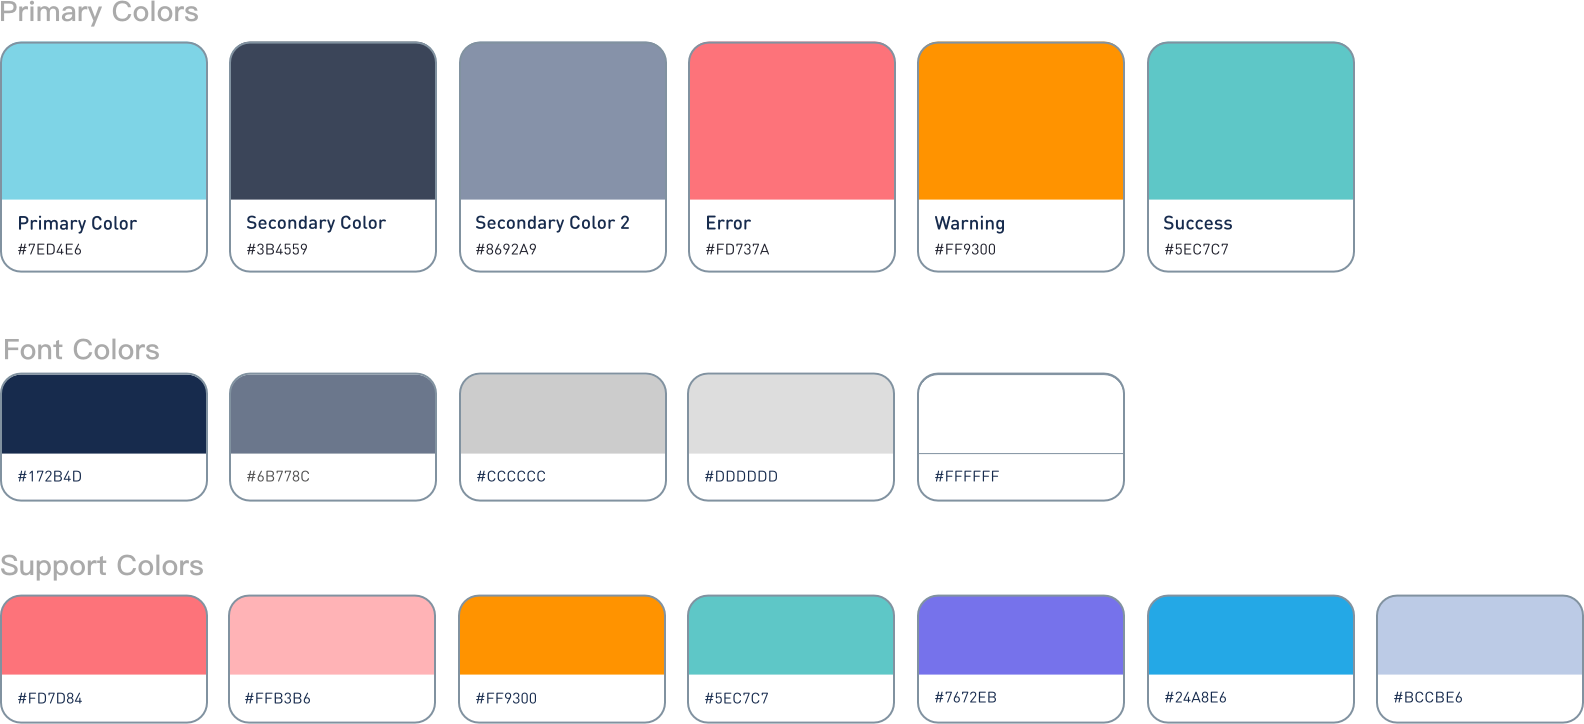 Primary Colors
Primary Color
#7ED4E6
Secondary Color
#3B4559
Secondary Color 2
#8692A9
Error
#FD737A
Warning
#FF9300
Success
#5EC7C7
Font Colors
#172B4D
#6B778C
#CCCCCC
#DDDDDD
#FFFFFF
Support Colors
#FD7D84
#FFB3B6
#FF9300
#5EC7C7
#7672EB
#24A8E6
#BCCBE6